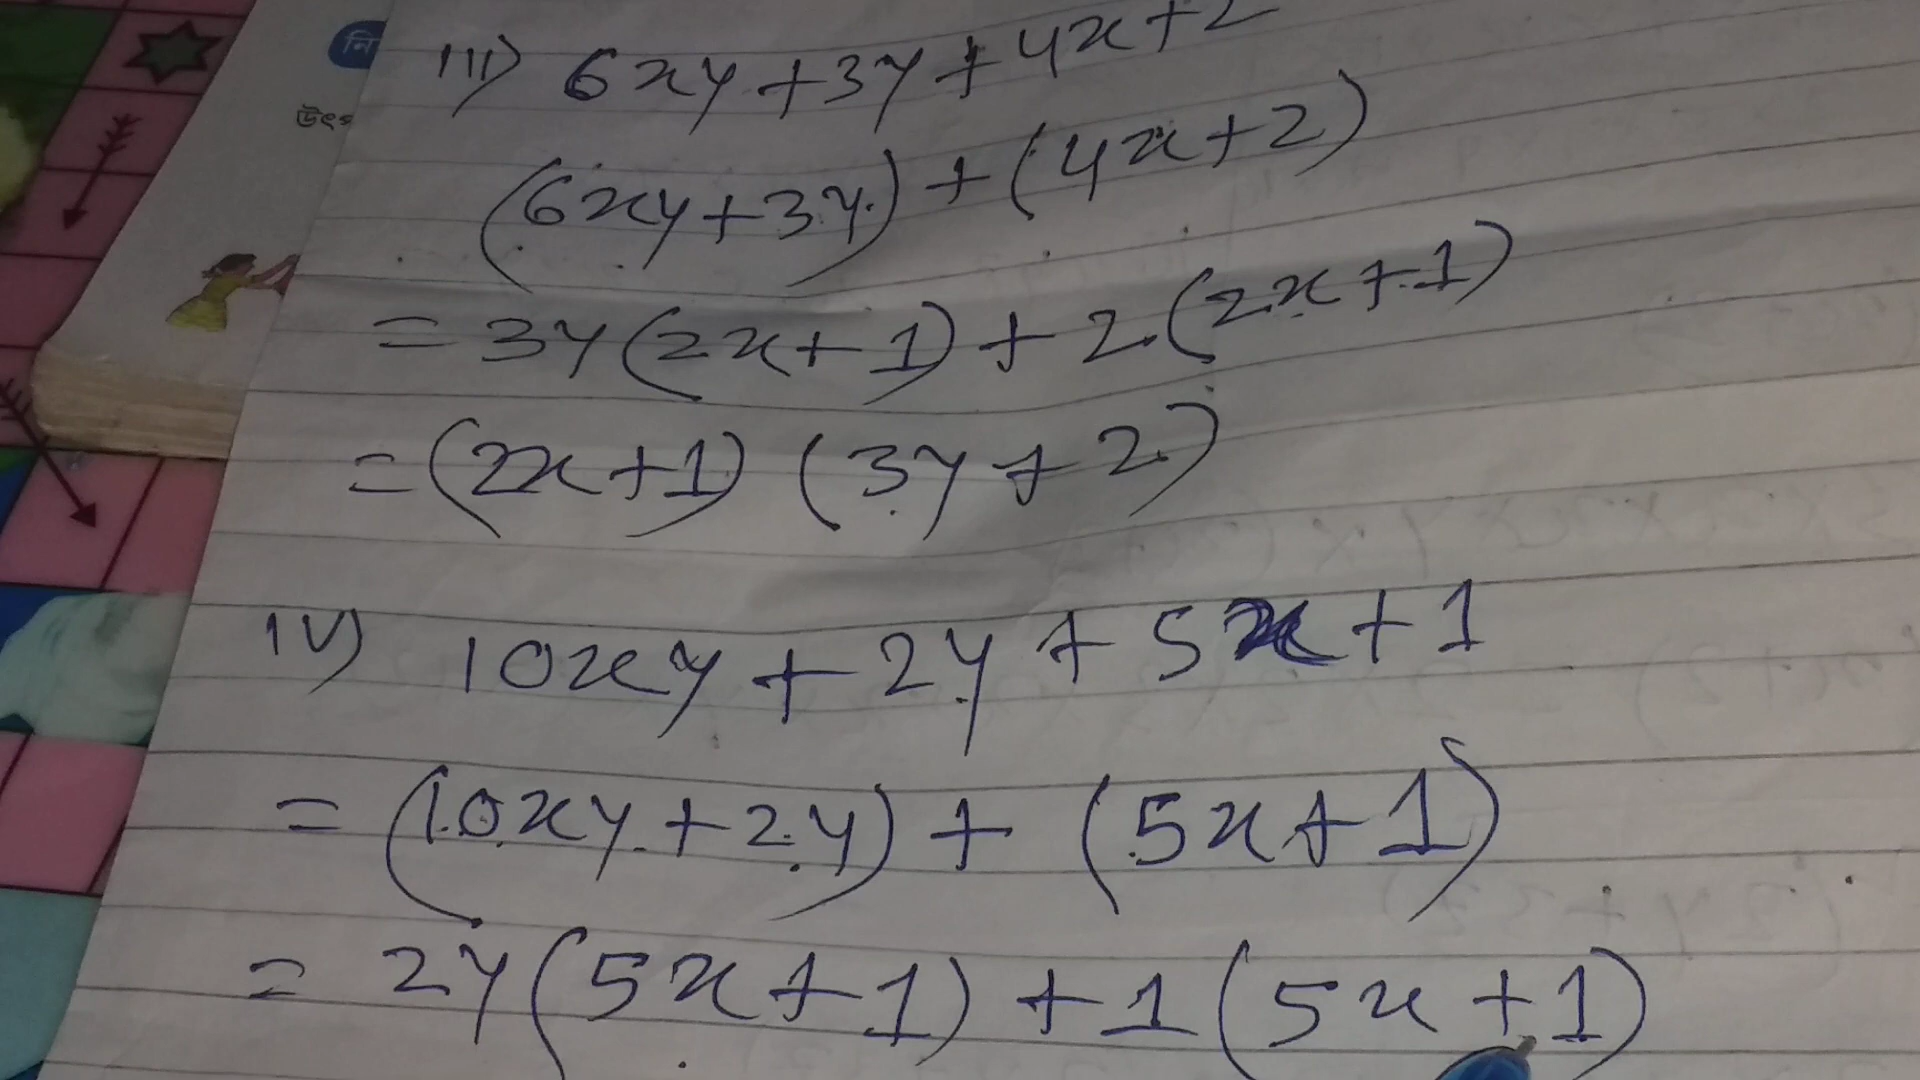 নি
উৎস
III) 6xy+3y+4x+2
(6xy+3y)+(4x+2)
=3y(2x+1)+2(2x+1)
=(2x+1)(3y+2)
IV) 10xy+2y+5x+1
=(10xy+2y)+(5x+1)
=2y(5x+1)+1(5x+1)